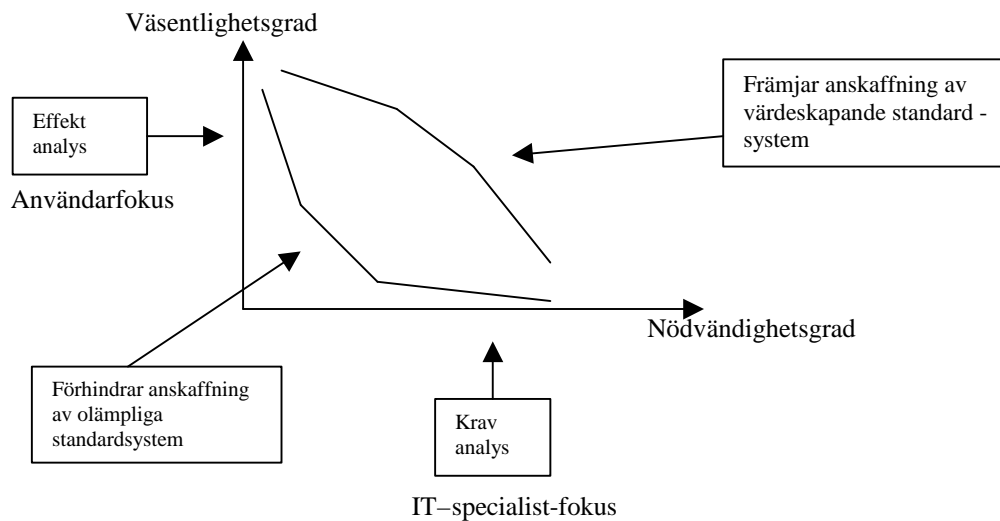 Väsentlighetsgrad
Främjar anskaffning av
värdeskapande standard -
system
Effekt
analys
Användarfokus
Nödvändighetsgrad
Förhindrar anskaffning
av olämpliga
standardsystem
Krav
analys
IT–specialist-fokus